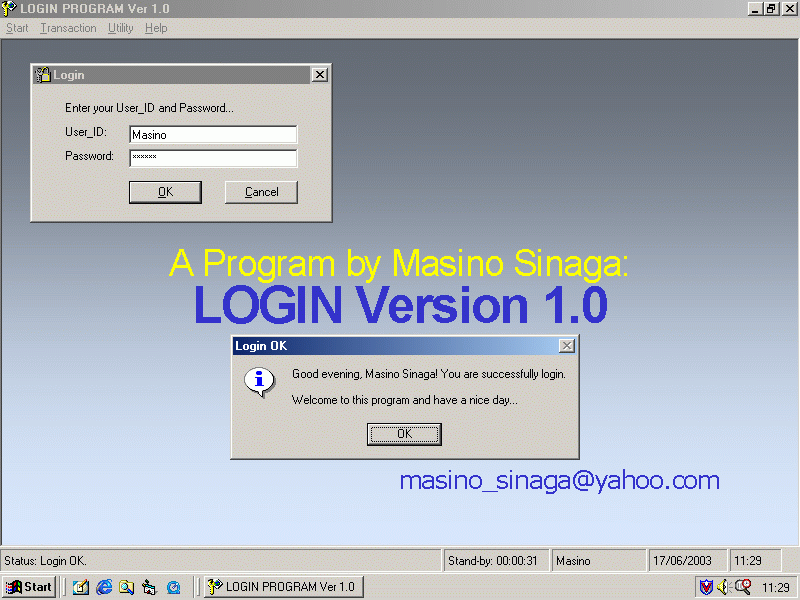 LOGIN PROGRAM Ver 1.0
Start Transaction Utility Help
Login
Enter your User_ID and Password...
User_ID: Masino
Password: ******
OK Cancel
A Program by Masino Sinaga:
LOGIN Version 1.0
Login OK
Good evening, Masino Sinaga! You are successfully login.
Welcome to this program and have a nice day...
OK
masino_sinaga@yahoo.com
Status: Login OK. Stand-by: 00:00:31 Masino 17/06/2003 11:29
Start LOGIN PROGRAM Ver 1.0 11:29